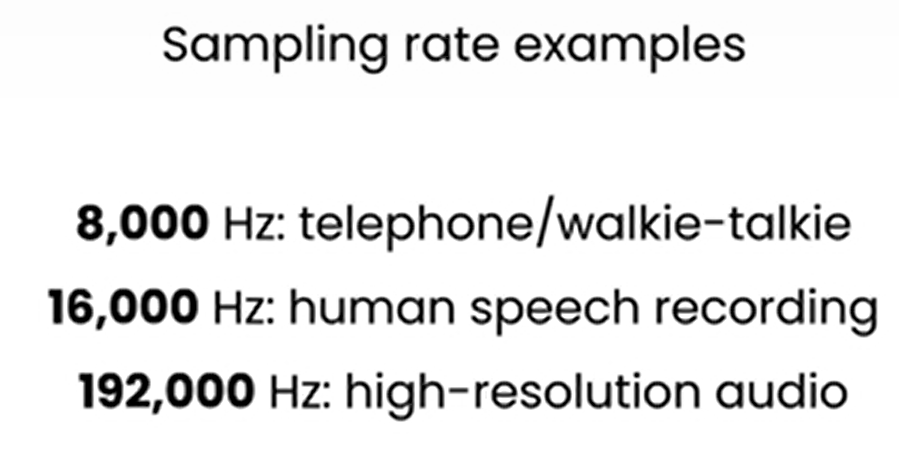 Sampling rate examples
8,000 Hz: telephone/walkie-talkie
16,000 Hz: human speech recording
192,000 Hz: high-resolution audio